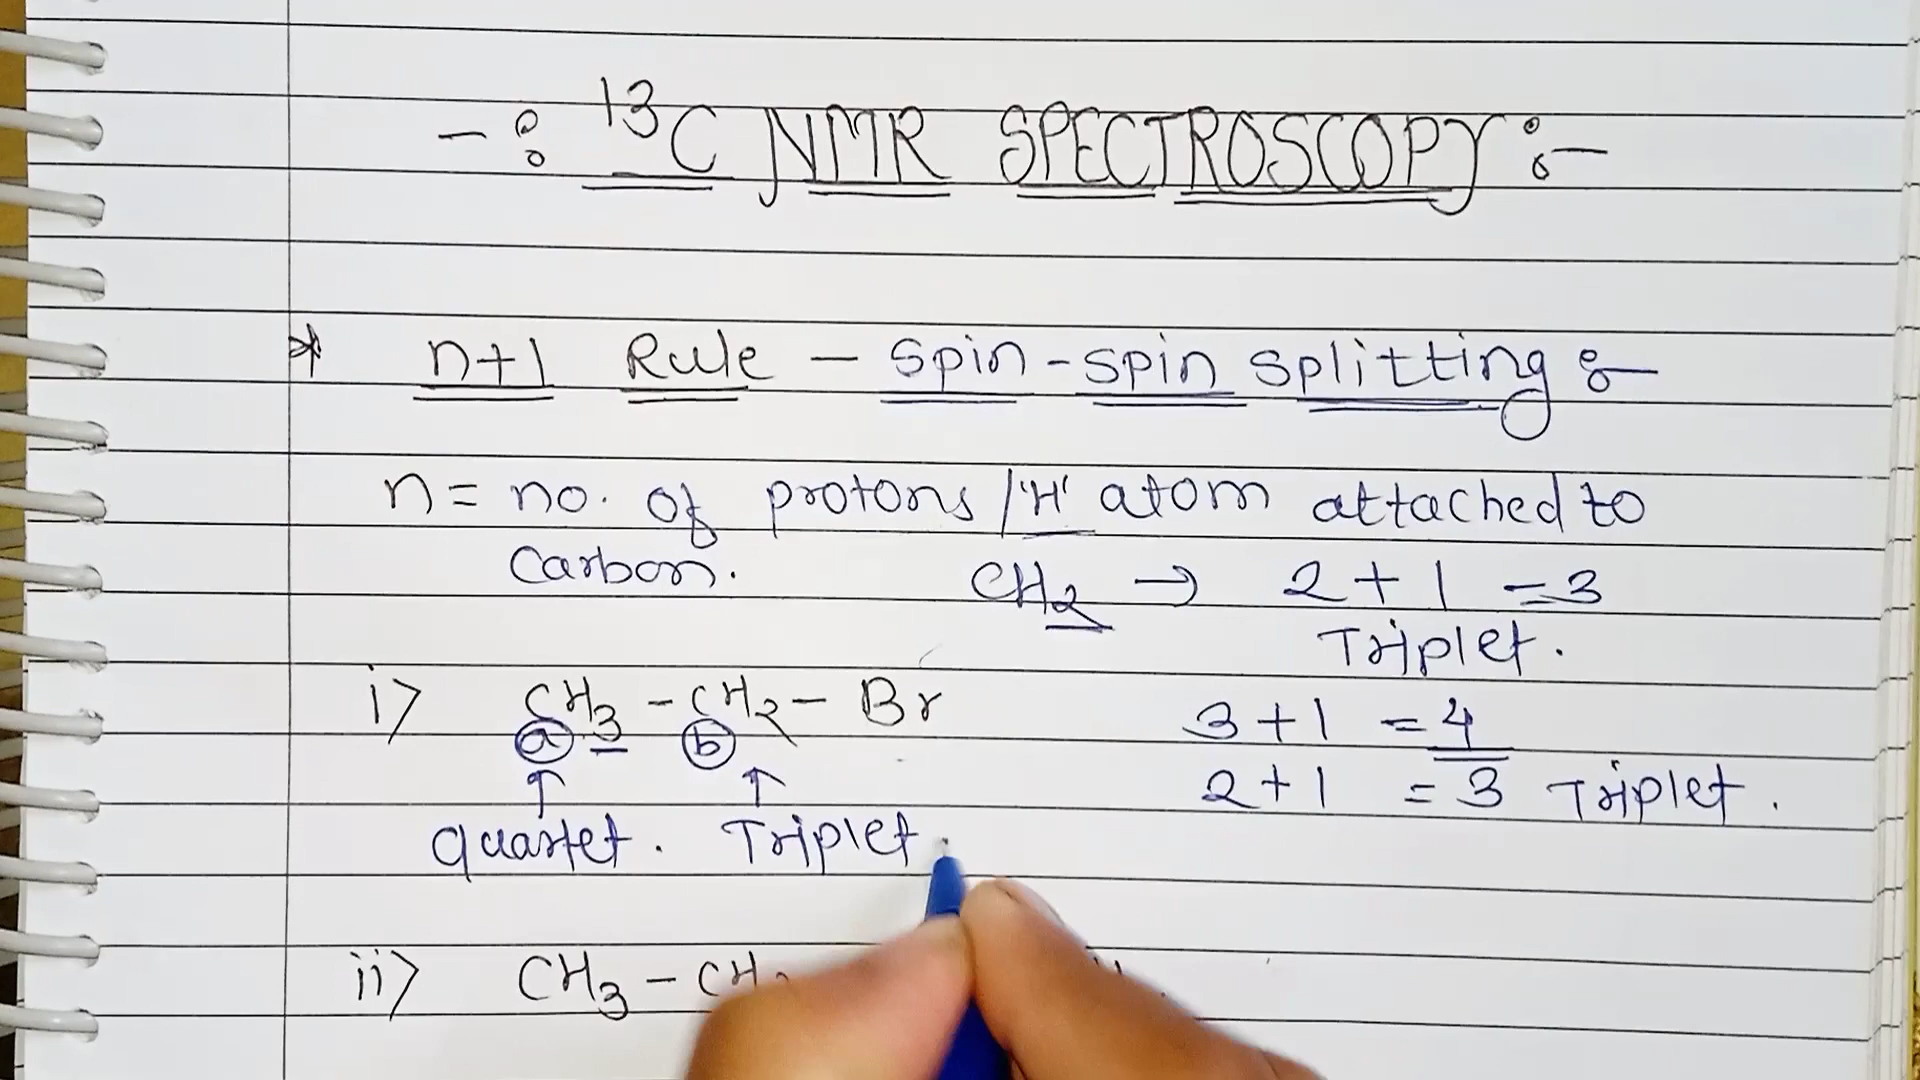 -: 13C NMR SPECTROSCOPY :-
* n+1 Rule - spin-spin splitting :-
n = no. of protons / 'H' atom attached to
Carbon. CH2 → 2+1 = 3
Triplet.
i> CH3 - CH2 - Br 3+1 = 4
a b 2+1 = 3 Triplet.
↑ ↑
quartet. Triplet.
ii> CH3 - CH2